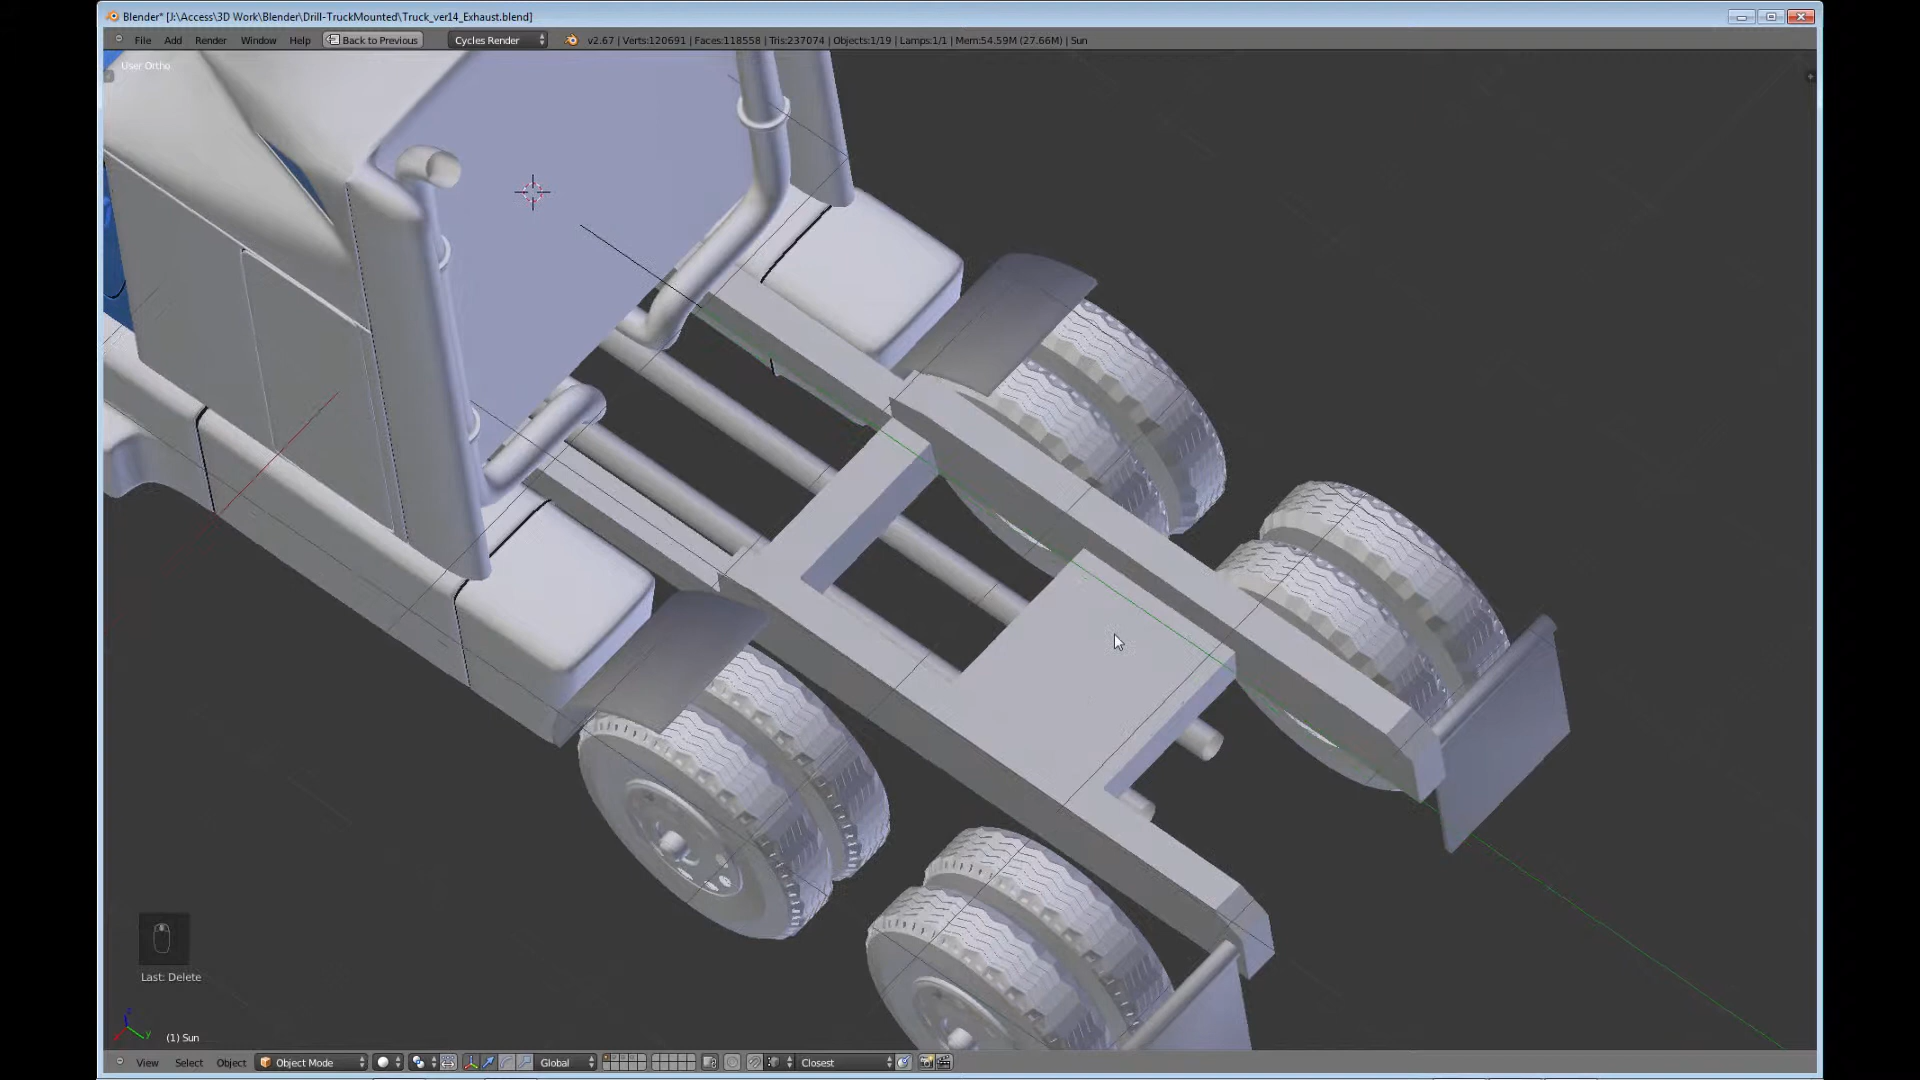 Blender* [J:\Access\3D Work\Blender\Drill-TruckMounted\Truck_ver14_Exhaust.blend]
File Add Render Window Help Back to Previous Cycles Render v2.67 | Verts:120691 | Faces:118558 | Tris:237074 | Objects:1/19 | Lamps:1/1 | Mem:54.59M (27.66M) | Sun
User Ortho
Last: Delete
z
y
(1) Sun
View Select Object Object Mode Global Closest